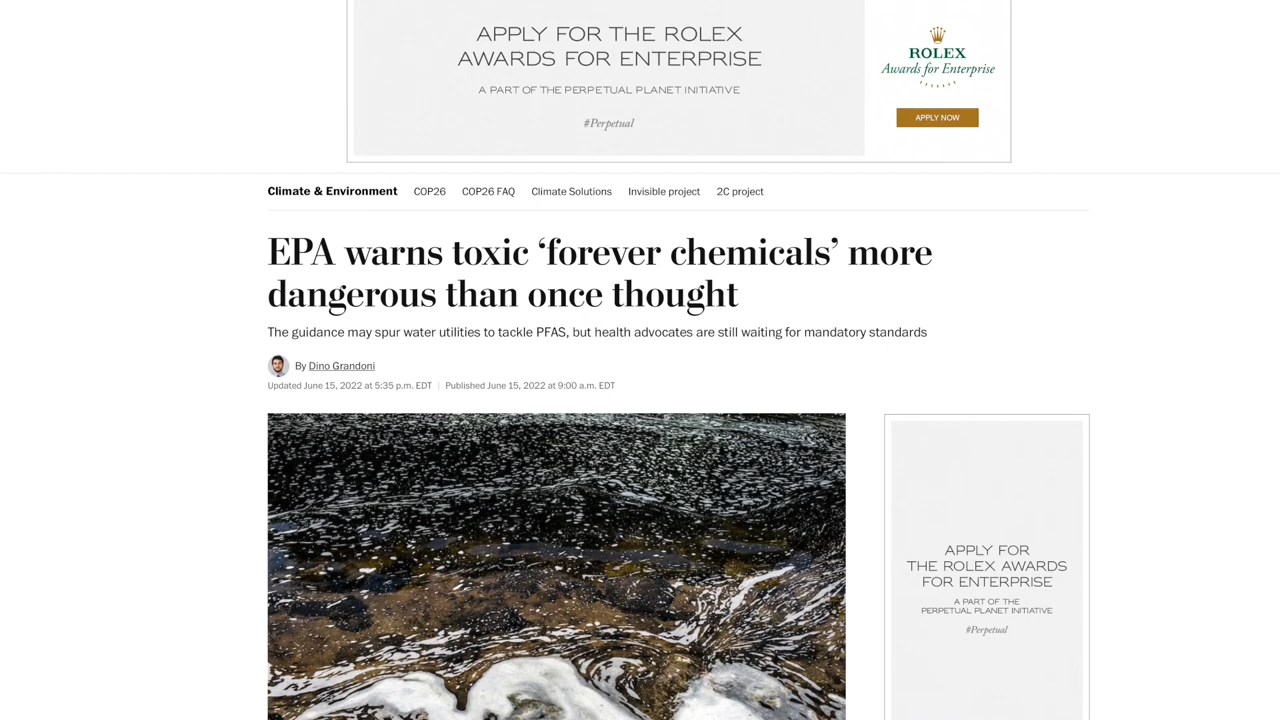 APPLY FOR THE ROLEX
AWARDS FOR ENTERPRISE
A PART OF THE PERPETUAL PLANET INITIATIVE
#Perpetual
ROLEX
Awards for Enterprise
APPLY NOW
Climate & Environment COP26 COP26 FAQ Climate Solutions Invisible project 2C project
EPA warns toxic ‘forever chemicals’ more
dangerous than once thought
The guidance may spur water utilities to tackle PFAS, but health advocates are still waiting for mandatory standards
By Dino Grandoni
Updated June 15, 2022 at 5:35 p.m. EDT | Published June 15, 2022 at 9:00 a.m. EDT
APPLY FOR
THE ROLEX AWARDS
FOR ENTERPRISE
A PART OF THE
PERPETUAL PLANET INITIATIVE
#Perpetual